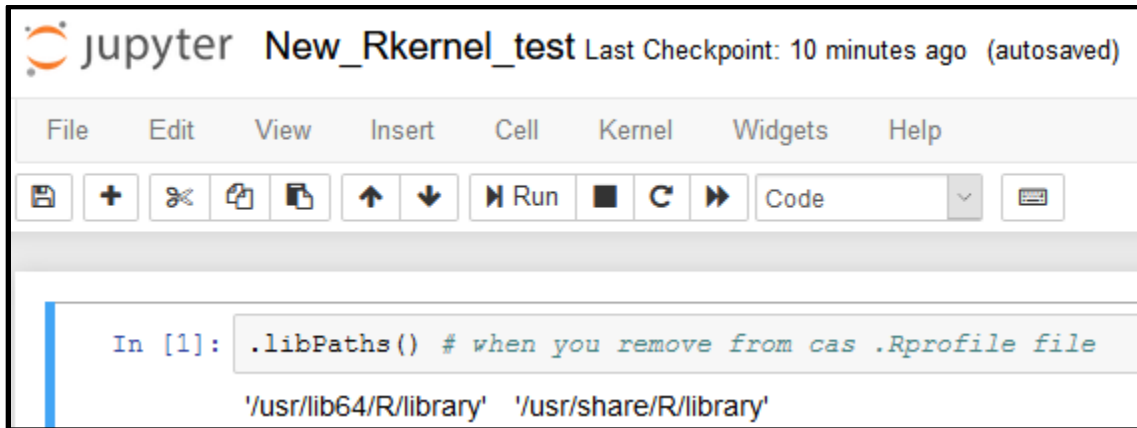 jupyter New_Rkernel_test Last Checkpoint: 10 minutes ago (autosaved)
File Edit View Insert Cell Kernel Widgets Help
Run Code
In [1]: .libPaths() # when you remove from cas .Rprofile file
'/usr/lib64/R/library' '/usr/share/R/library'